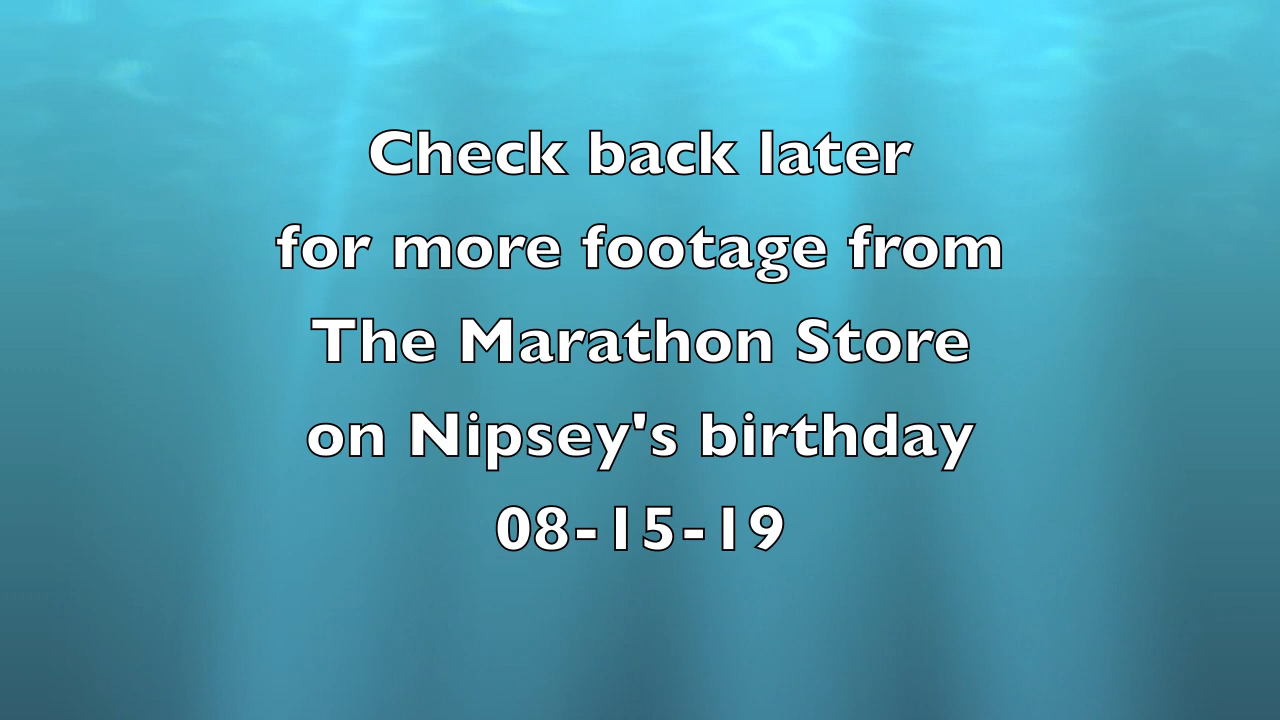 Check back later
for more footage from
The Marathon Store
on Nipsey's birthday
08-15-19